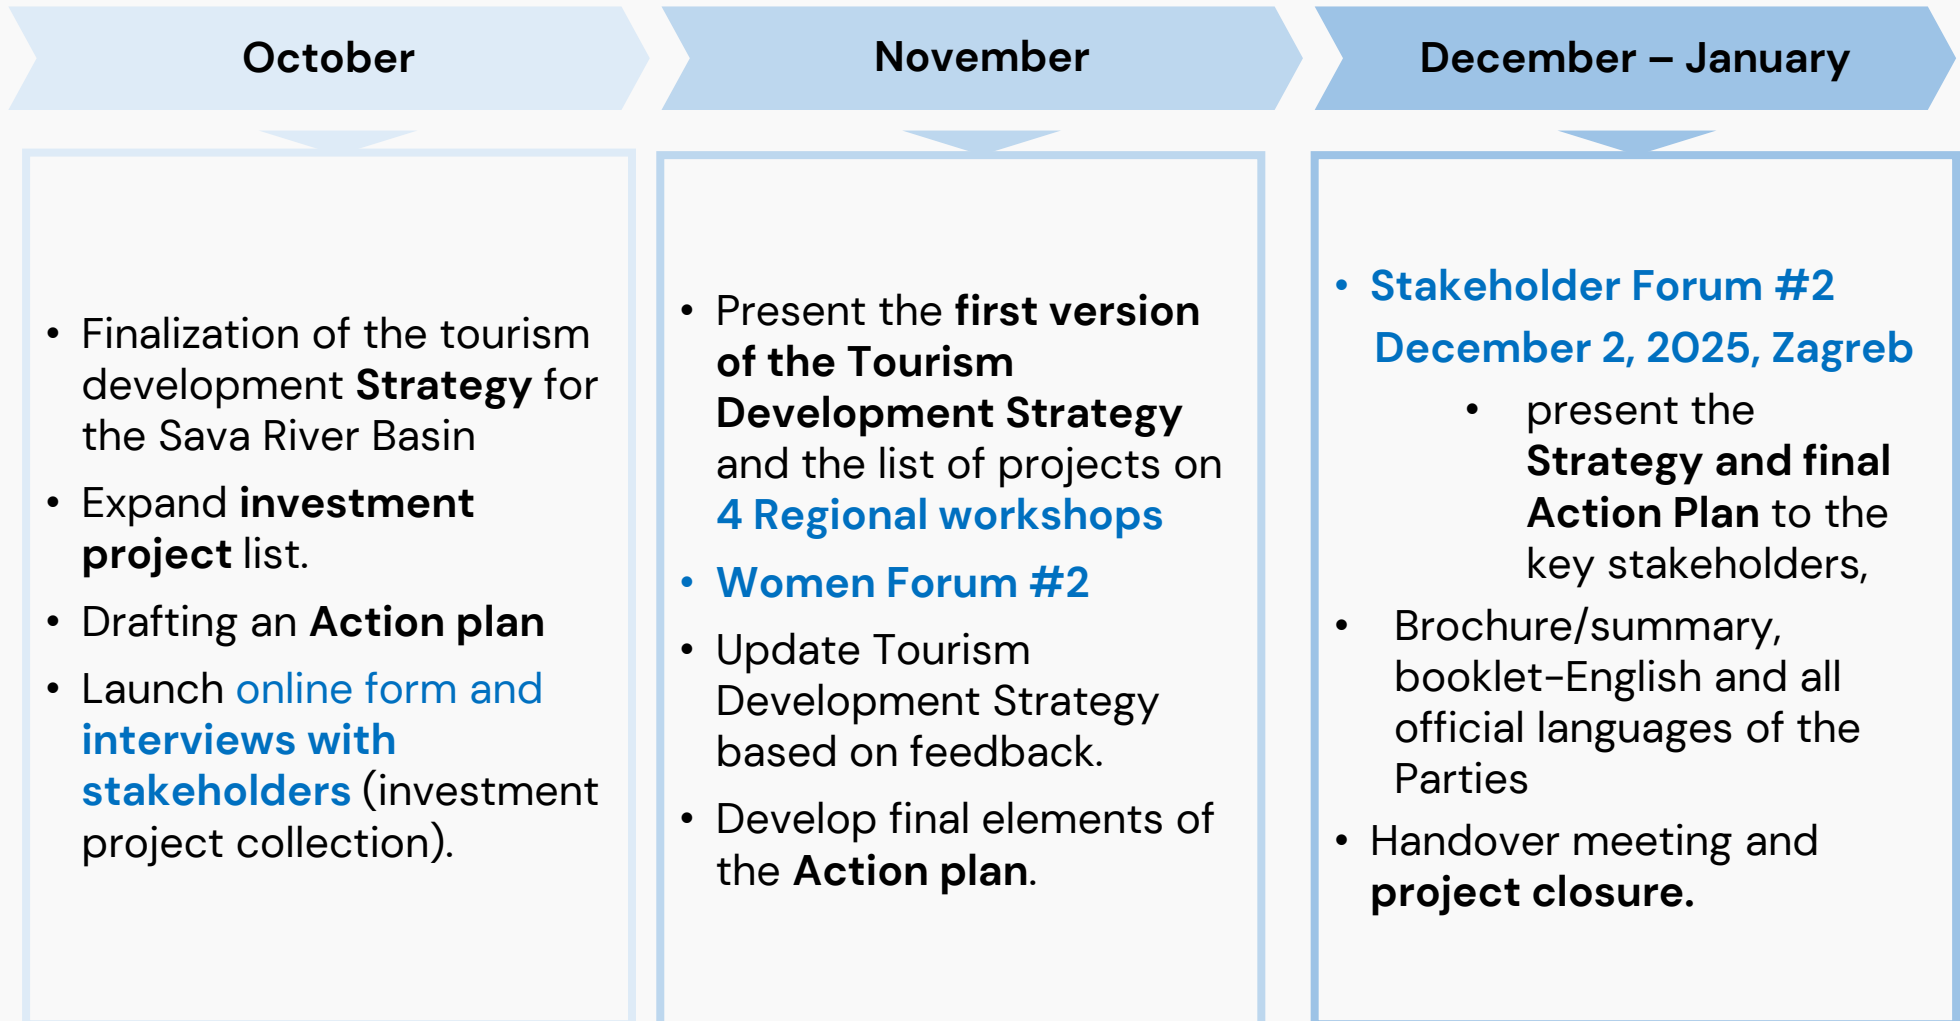 October
• Finalization of the tourism
development Strategy for
the Sava River Basin
• Expand investment
project list.
• Drafting an Action plan
• Launch online form and
interviews with
stakeholders (investment
project collection).
November
• Present the first version
of the Tourism
Development Strategy
and the list of projects on
4 Regional workshops
• Women Forum #2
• Update Tourism
Development Strategy
based on feedback.
• Develop final elements of
the Action plan.
December – January
• Stakeholder Forum #2
December 2, 2025, Zagreb
• present the
Strategy and final
Action Plan to the
key stakeholders,
• Brochure/summary,
booklet–English and all
official languages of the
Parties
• Handover meeting and
project closure.